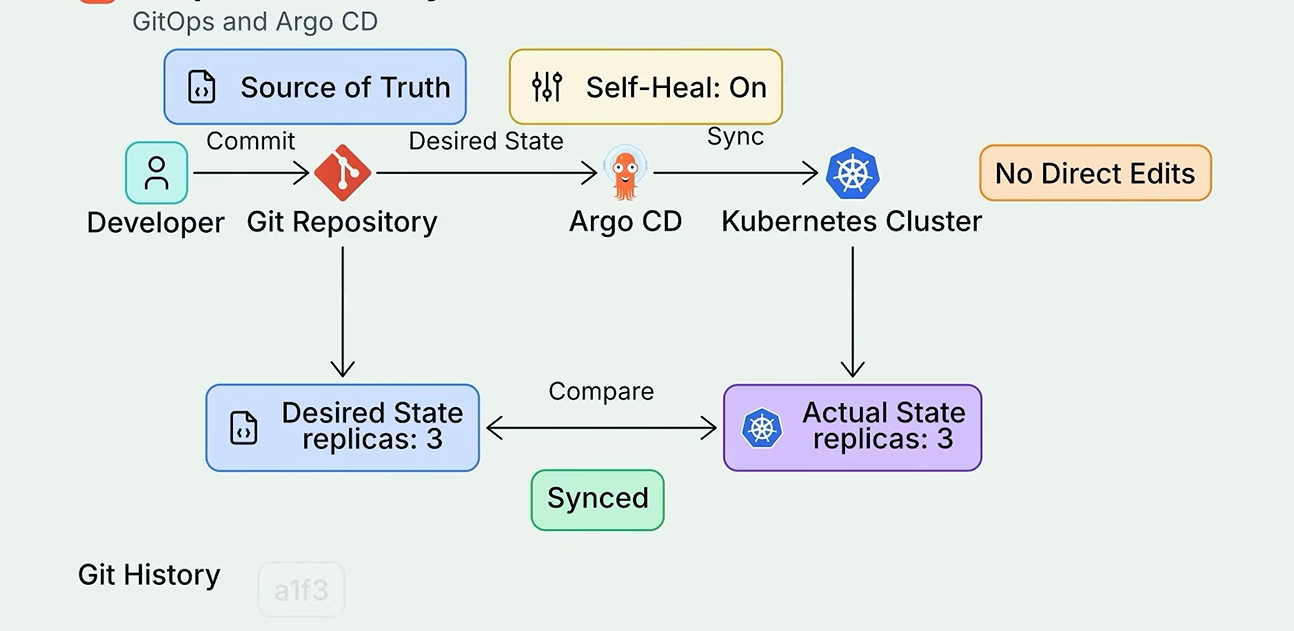 GitOps and Argo CD
Source of Truth
Self-Heal: On
Commit
Desired State
Sync
No Direct Edits
Developer
Git Repository
Argo CD
Kubernetes Cluster
Desired State
replicas: 3
Compare
Actual State
replicas: 3
Synced
Git History
a1f3